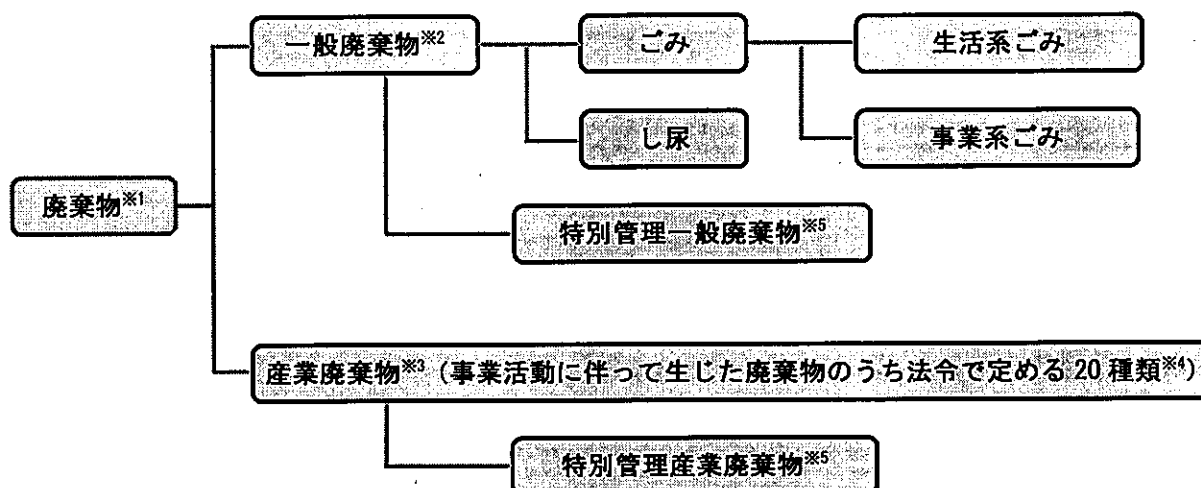 一般廃棄物※2
ごみ
生活系ごみ
し尿
事業系ごみ
廃棄物※1
特別管理一般廃棄物※5
産業廃棄物※3（事業活動に伴って生じた廃棄物のうち法令で定める20種類※4）
特別管理産業廃棄物※5